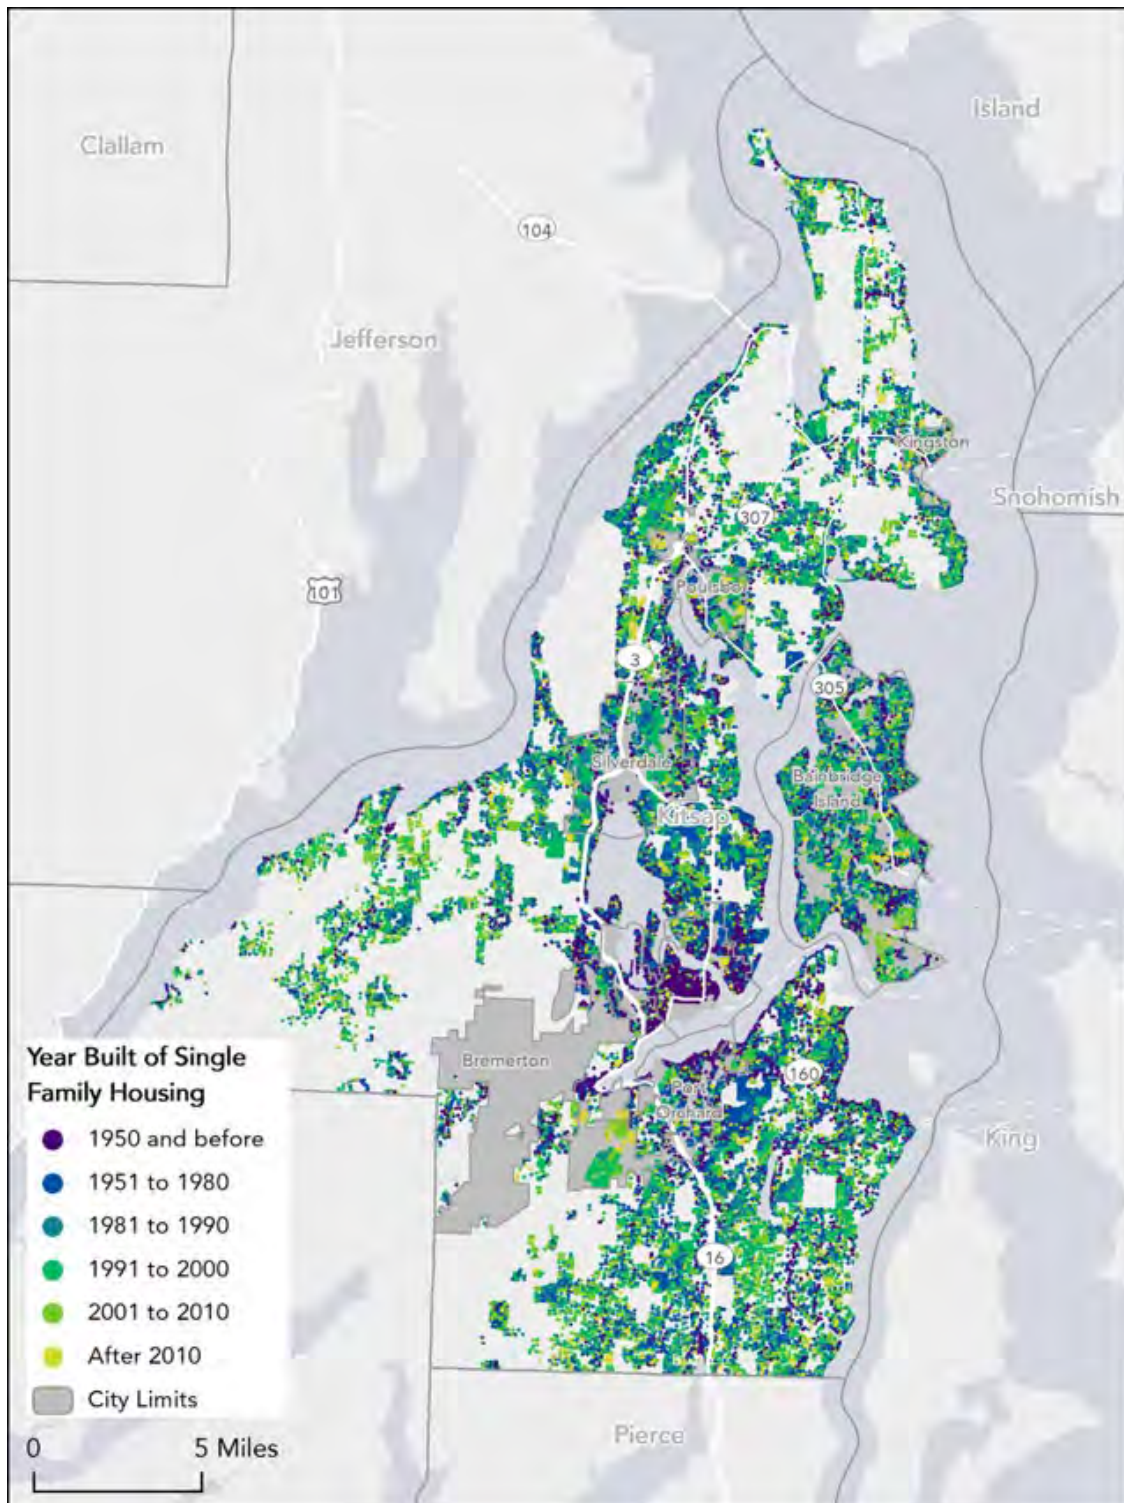 Island
Clallam
104
Jefferson
Kingston
Snohomish
307
101
Poulsbo
3
305
Silverdale
Bainbridge
Island
Kitsap
Year Built of Single
Family Housing
Bremerton
160
Port
Orchard
1950 and before
King
1951 to 1980
1981 to 1990
1991 to 2000
16
2001 to 2010
After 2010
City Limits
Pierce
0 5 Miles